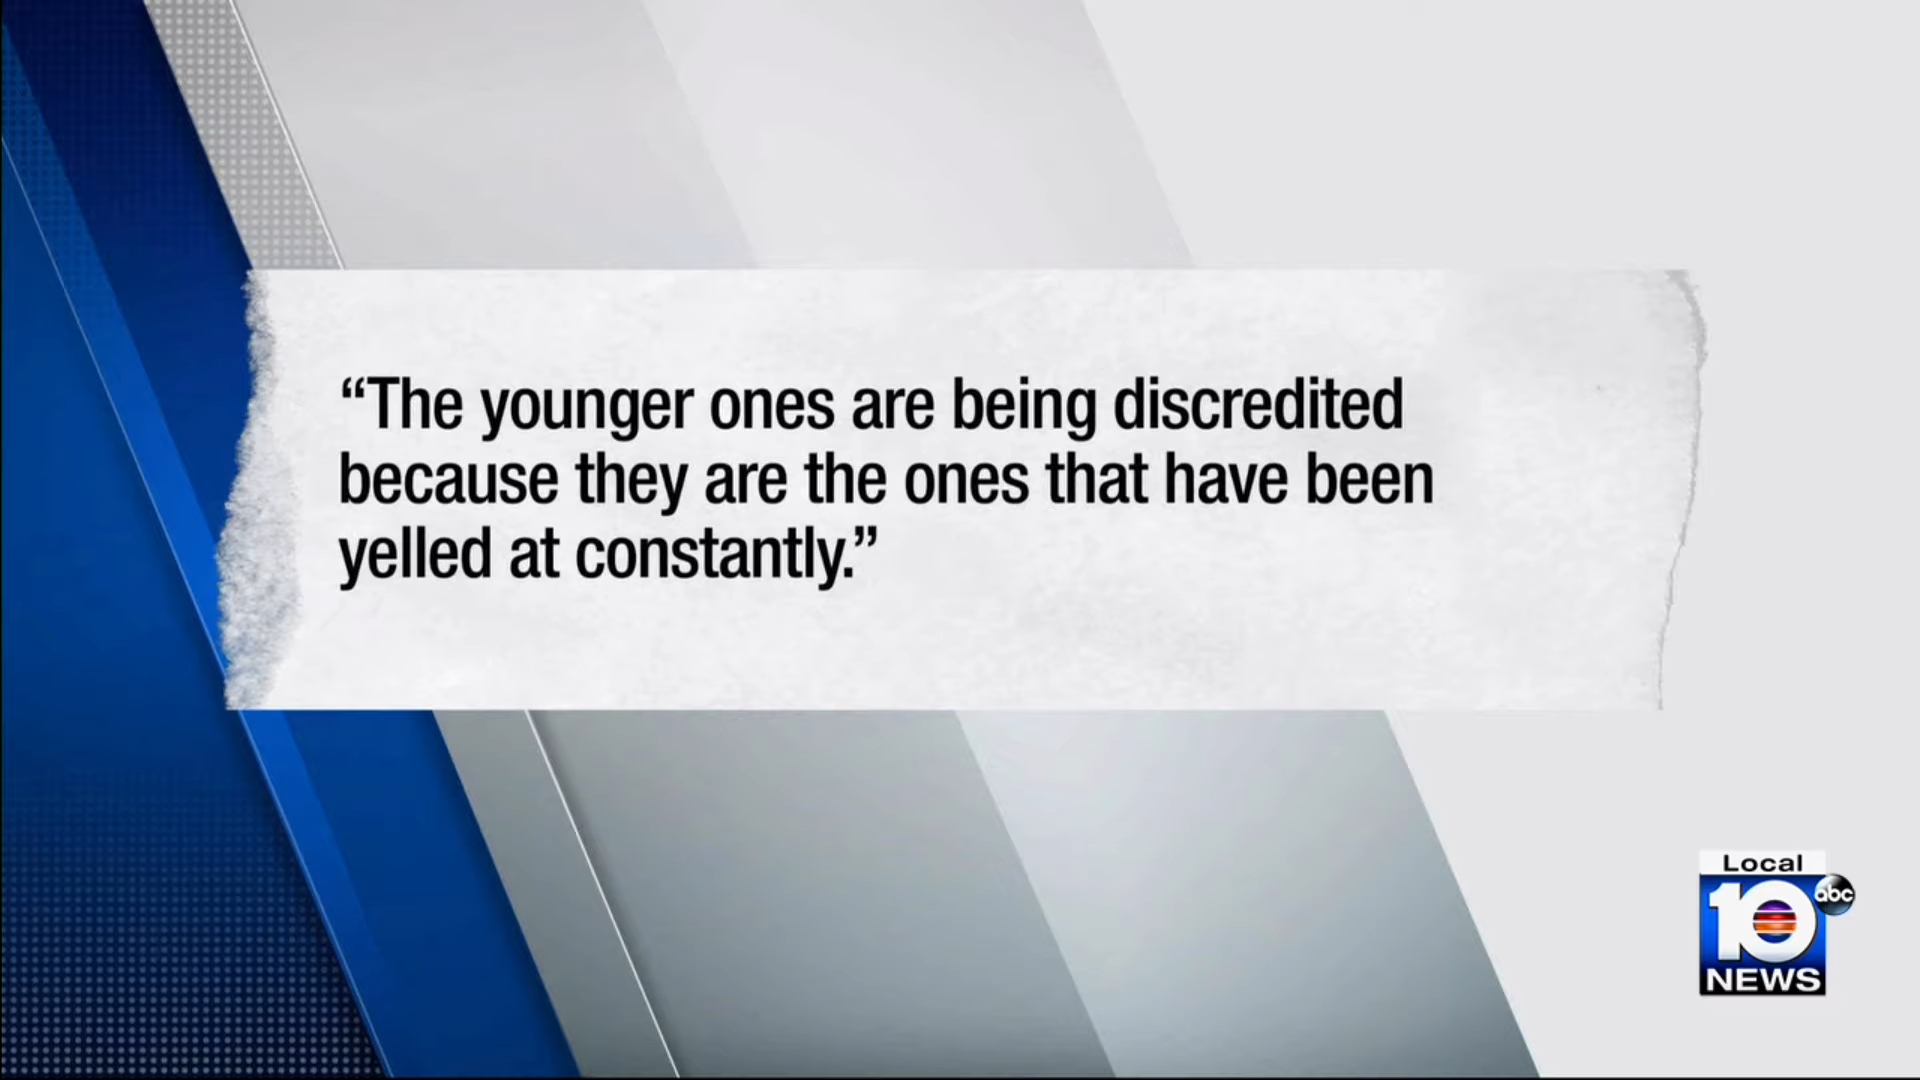 “The younger ones are being discredited
because they are the ones that have been
yelled at constantly.”
Local
10
abc
NEWS